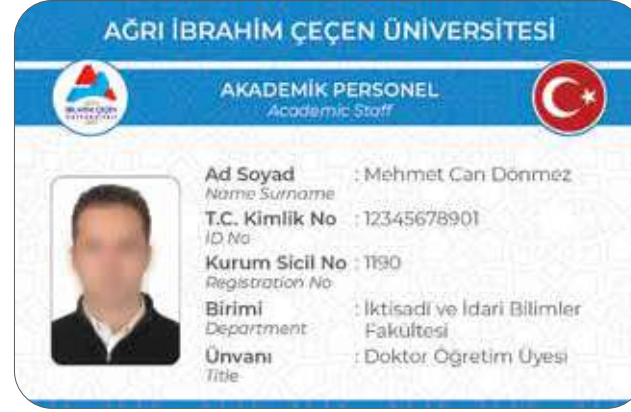 AĞRI İBRAHİM ÇEÇEN ÜNİVERSİTESİ
AKADEMİK PERSONEL
Academic Staff
Ad Soyad : Mehmet Can Dönmez
Name Surname
T.C. Kimlik No : 12345678901
ID No
Kurum Sicil No : 1190
Registration No
Birimi : İktisadi ve İdari Bilimler
Department Fakültesi
Ünvanı : Doktor Öğretim Üyesi
Title